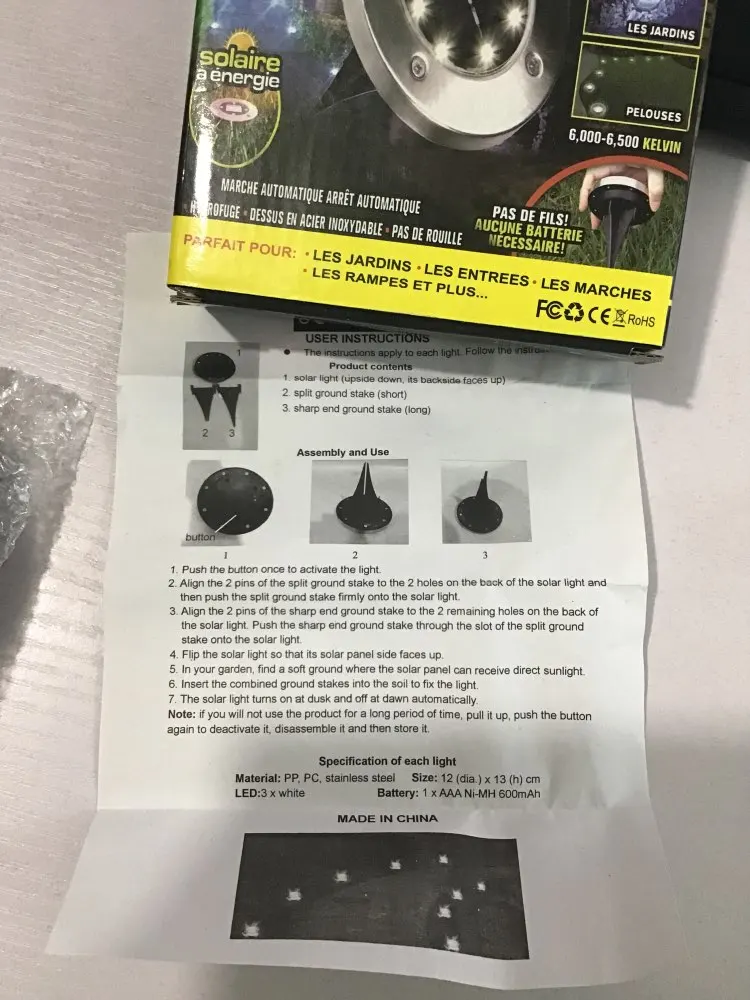 LES JARDINS
solaire
à énergie
PELOUSES
6,000-6,500 KELVIN
MARCHE AUTOMATIQUE ARRÊT AUTOMATIQUE
DESSUS EN ACIER INOXYDABLE • PAS DE ROUILLE
PAS DE FILS!
AUCUNE BATTERIE
NÉCESSAIRE!
PARFAIT POUR: • LES JARDINS • LES ENTREES • LES MARCHES
• LES RAMPES ET PLUS...
FC CE RoHS
USER INSTRUCTIONS
● The instructions apply to each light. Follow the
Product contents
1
1. solar light (upside down, its backside faces up)
2. split ground stake (short)
3. sharp end ground stake (long)
2 3
Assembly and Use
button
1 2 3
1. Push the button once to activate the light.
2. Align the 2 pins of the split ground stake to the 2 holes on the back of the solar light and
then push the split ground stake firmly onto the solar light.
3. Align the 2 pins of the sharp end ground stake to the 2 remaining holes on the back of
the solar light. Push the sharp end ground stake through the slot of the split ground
stake onto the solar light.
4. Flip the solar light so that its solar panel side faces up.
5. In your garden, find a soft ground where the solar panel can receive direct sunlight.
6. Insert the combined ground stakes into the soil to fix the light.
7. The solar light turns on at dusk and off at dawn automatically.
Note: if you will not use the product for a long period of time, pull it up, push the button
again to deactivate it, disassemble it and then store it.
Specification of each light
Material: PP, PC, stainless steel Size: 12 (dia.) x 13 (h) cm
LED:3 x white Battery: 1 x AAA Ni-MH 600mAh
MADE IN CHINA